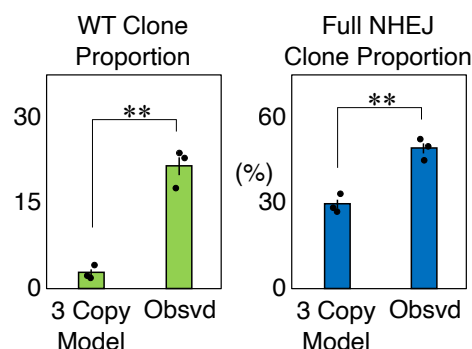 WT Clone
Proportion
30
15
0
**
3 Copy
Model
Obsvd
Full NHEJ
Clone Proportion
(%)
60
30
0
**
3 Copy
Model
Obsvd